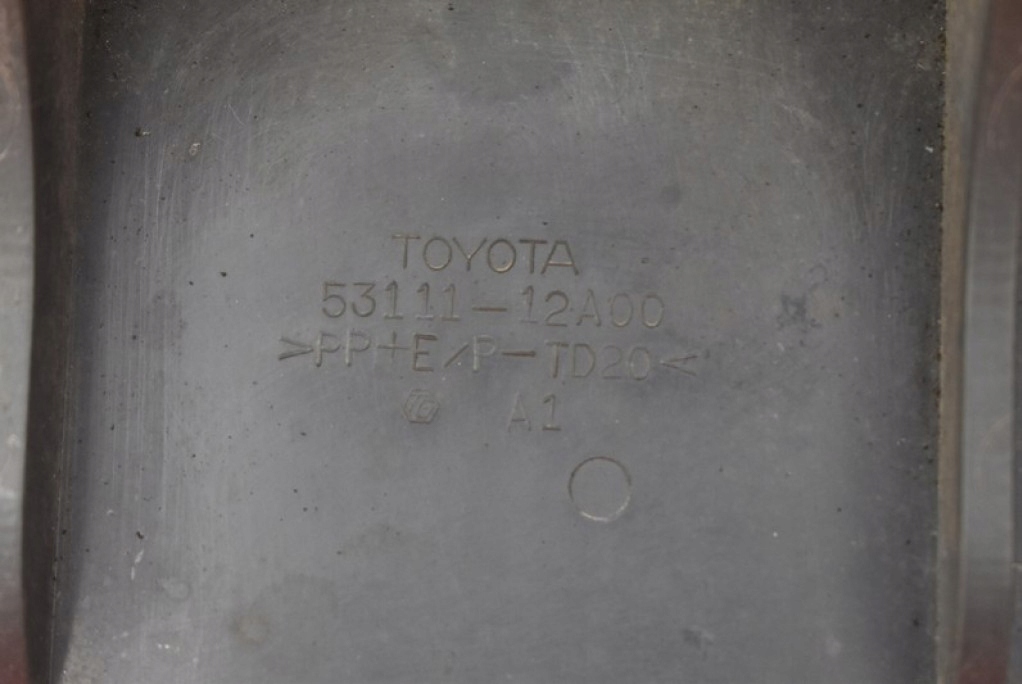 TOYOTA
53111-12A00
>PP+E/P-TD20<
A1